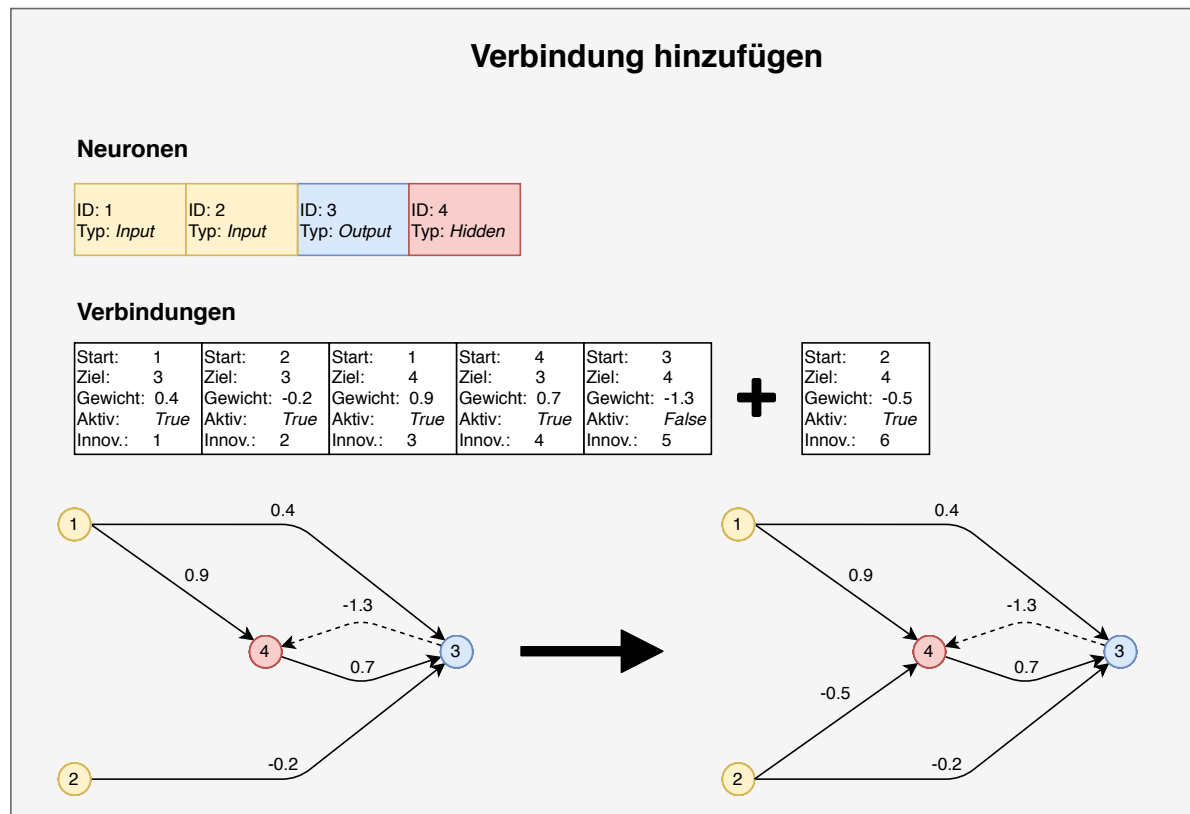 Verbindung hinzufügen
Neuronen
ID: 1 ID: 2 ID: 3 ID: 4
Typ: Input Typ: Input Typ: Output Typ: Hidden
Verbindungen
Start: 1 Start: 2 Start: 1 Start: 4 Start: 3 Start: 2
Ziel: 3 Ziel: 3 Ziel: 4 Ziel: 3 Ziel: 4 Ziel: 4
Gewicht: 0.4 Gewicht: -0.2 Gewicht: 0.9 Gewicht: 0.7 Gewicht: -1.3 Gewicht: -0.5
Aktiv: True Aktiv: True Aktiv: True Aktiv: True Aktiv: False Aktiv: True
Innov.: 1 Innov.: 2 Innov.: 3 Innov.: 4 Innov.: 5 Innov.: 6
0.4 0.4
1 1
0.9 0.9
-1.3 -1.3
4 3 4 3
0.7 0.7
-0.5
-0.2 -0.2
2 2